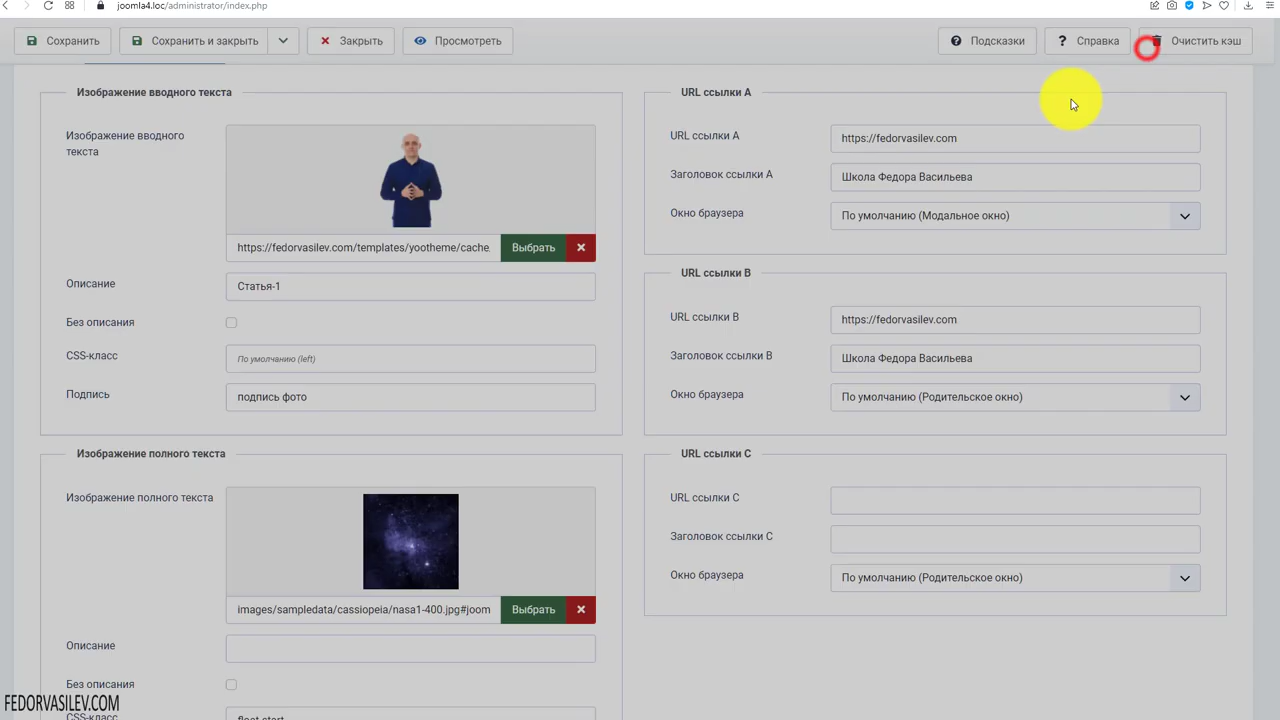 joomla4.loc/administrator/index.php
Сохранить
Сохранить и закрыть
Закрыть
Просмотреть
Подсказки
Справка
Очистить кэш
Изображение вводного текста
Изображение вводного
текста
https://fedorvasilev.com/templates/yootheme/cache
Выбрать
Описание
Статья-1
Без описания
CSS-класс
По умолчанию (left)
Подпись
подпись фото
Изображение полного текста
Изображение полного текста
images/sampledata/cassiopeia/nasa1-400.jpg#joom
Выбрать
Описание
Без описания
CSS-класс
float-start
URL ссылки A
URL ссылки A
https://fedorvasilev.com
Заголовок ссылки A
Школа Федора Васильева
Окно браузера
По умолчанию (Модальное окно)
URL ссылки B
URL ссылки B
https://fedorvasilev.com
Заголовок ссылки B
Школа Федора Васильева
Окно браузера
По умолчанию (Родительское окно)
URL ссылки C
URL ссылки C
Заголовок ссылки C
Окно браузера
По умолчанию (Родительское окно)
FEDORVASILEV.COM